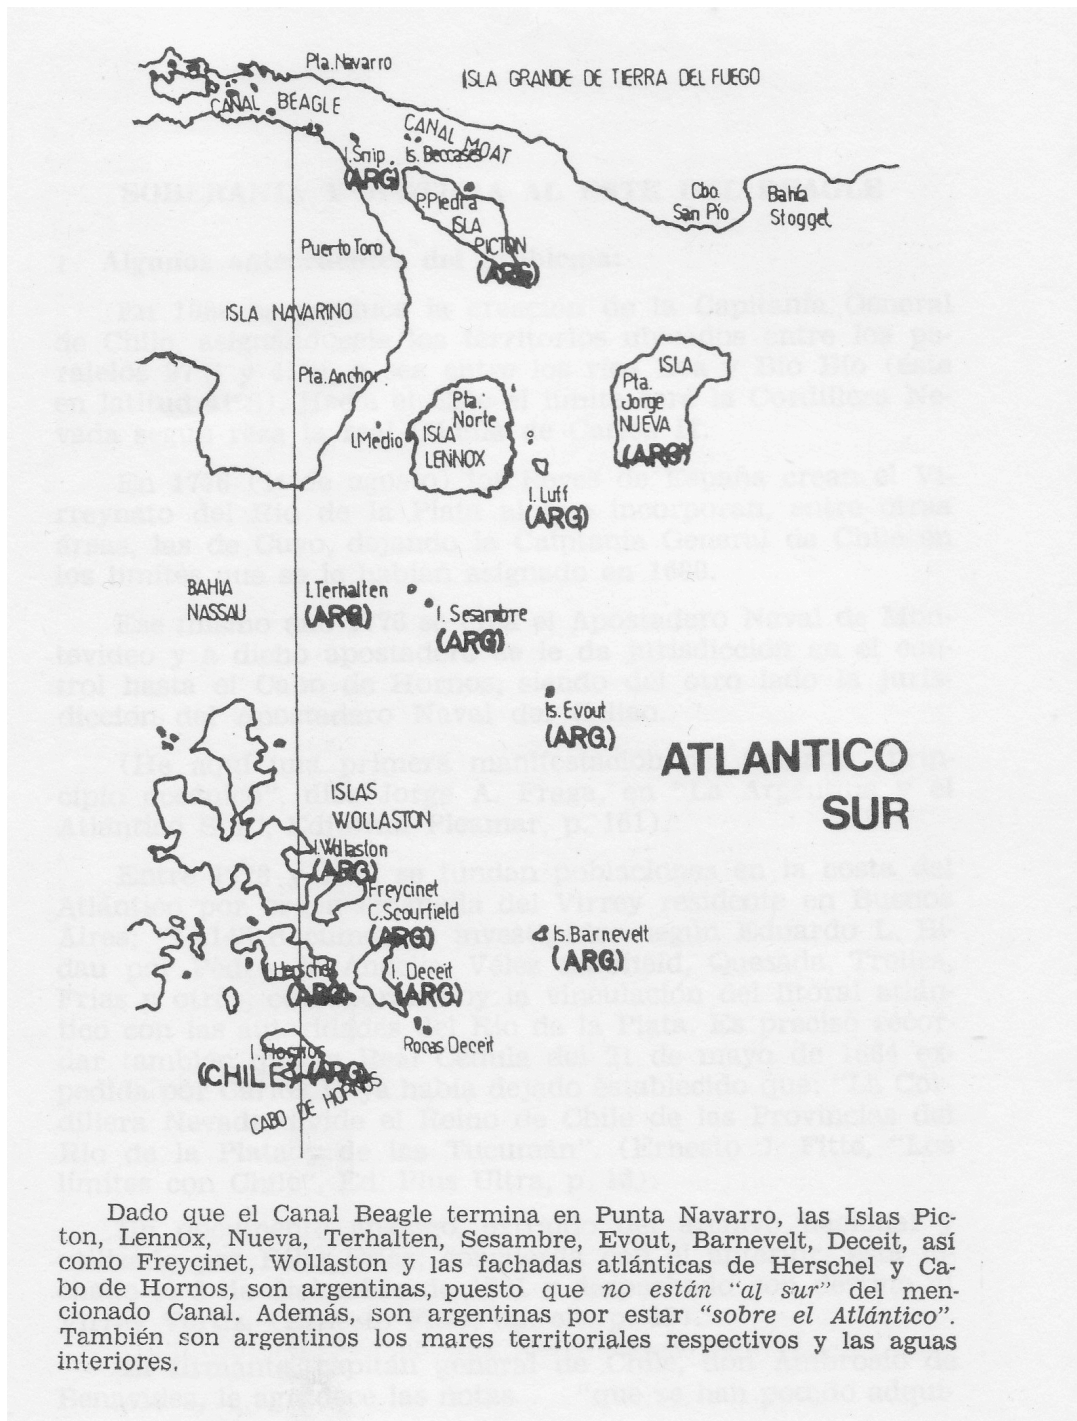 Pta. Navarro
ISLA GRANDE DE TIERRA DEL FUEGO
CANAL BEAGLE
CANAL MOAT
I. Snip.
(ARG)
Is. Beccases
P. Piedra
ISLA
PICTON
(ARG)
Cbo.
San Pío
Bahía
Stogget
Puerto Toro
ISLA NAVARINO
Pta. Anchor
I. Medio
Pta.
Norte
ISLA
LENNOX
ISLA
Pta.
Jorge
NUEVA
(ARG)
I. Luff
(ARG)
BAHIA
NASSAU
I. Terhalten
(ARG)
I. Sesambre
(ARG)
Is. Evout
(ARG)
ATLANTICO
SUR
ISLAS
WOLLASTON
I. Wollaston
(ARG)
Freycinet
C. Scourfield
(ARG)
Is. Barnevelt
(ARG)
I. Herschel
(ARG)
I. Deceit
(ARG)
Rocas Deceit
I. Hornos
(CHILE) (ARG)
CABO DE HORNOS
Dado que el Canal Beagle termina en Punta Navarro, las Islas Pic-
ton, Lennox, Nueva, Terhalten, Sesambre, Evout, Barnevelt, Deceit, así
como Freycinet, Wollaston y las fachadas atlánticas de Herschel y Ca-
bo de Hornos, son argentinas, puesto que no están "al sur" del men-
cionado Canal. Además, son argentinas por estar "sobre el Atlántico".
También son argentinos los mares territoriales respectivos y las aguas
interiores.